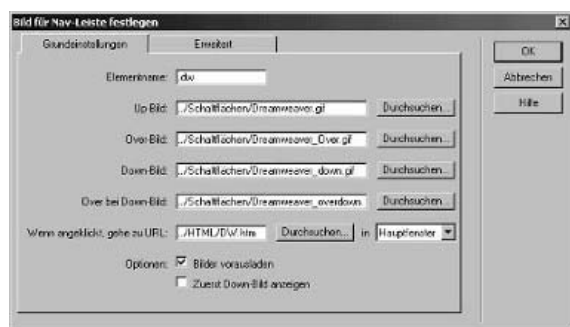 Bild für Nav-Leiste festlegen
Grundeinstellungen Erweitert
OK
Abbrechen
Hilfe
Elementname: dw
Up-Bild: ../Schaltflächen/Dreamweaver.gif Durchsuchen...
Over-Bild: ../Schaltflächen/Dreamweaver_Over.gif Durchsuchen...
Down-Bild: ../Schaltflächen/Dreamweaver_down.gif Durchsuchen...
Over bei Down-Bild: ../Schaltflächen/Dreamweaver_overdown. Durchsuchen...
Wenn angeklickt, gehe zu URL: ../HTML/DW.htm Durchsuchen... in Hauptfenster
Optionen: Bilder vorausladen
Zuerst Down-Bild anzeigen